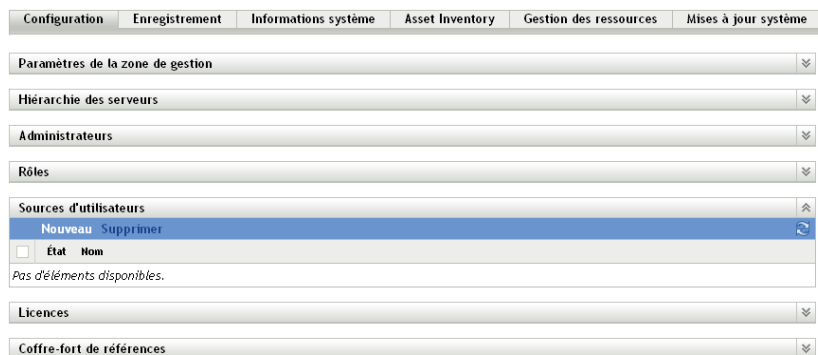 Configuration Enregistrement Informations système Asset Inventory Gestion des ressources Mises à jour système
Paramètres de la zone de gestion
Hiérarchie des serveurs
Administrateurs
Rôles
Sources d'utilisateurs
Nouveau Supprimer
État Nom
Pas d'éléments disponibles.
Licences
Coffre-fort de références